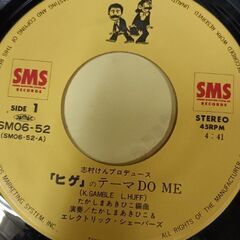 SMS
RECORDS
SMS
RECORDS
SIDE 1
STEREO
45RPM
SM06-52
(SM06-52-A)
4:41
志村けんプロデュース
「ヒゲ」のテーマ DO ME
(K.GAMBLE L.HUFF)
たかしまあきひこ編曲
演奏/たかしまあきひこ&
エレクトリック・シェーバーズ